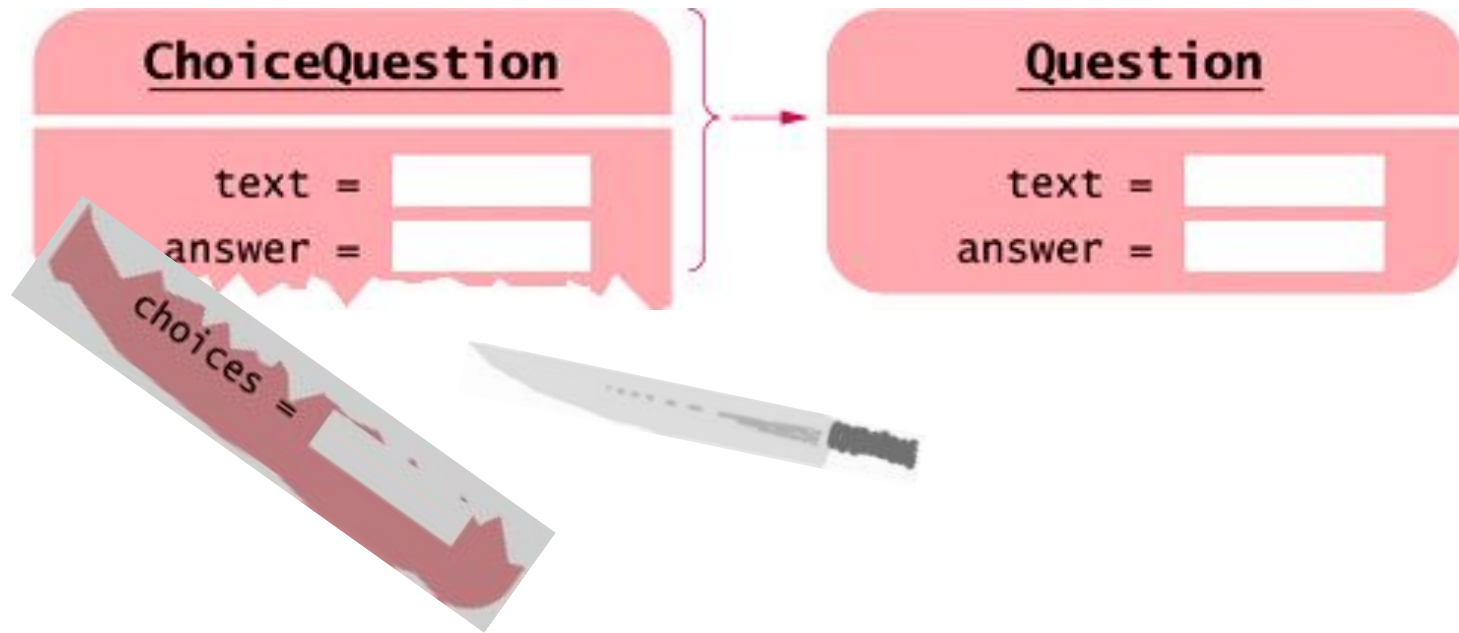 ChoiceQuestion
text =
answer =
choices =
Question
text =
answer =